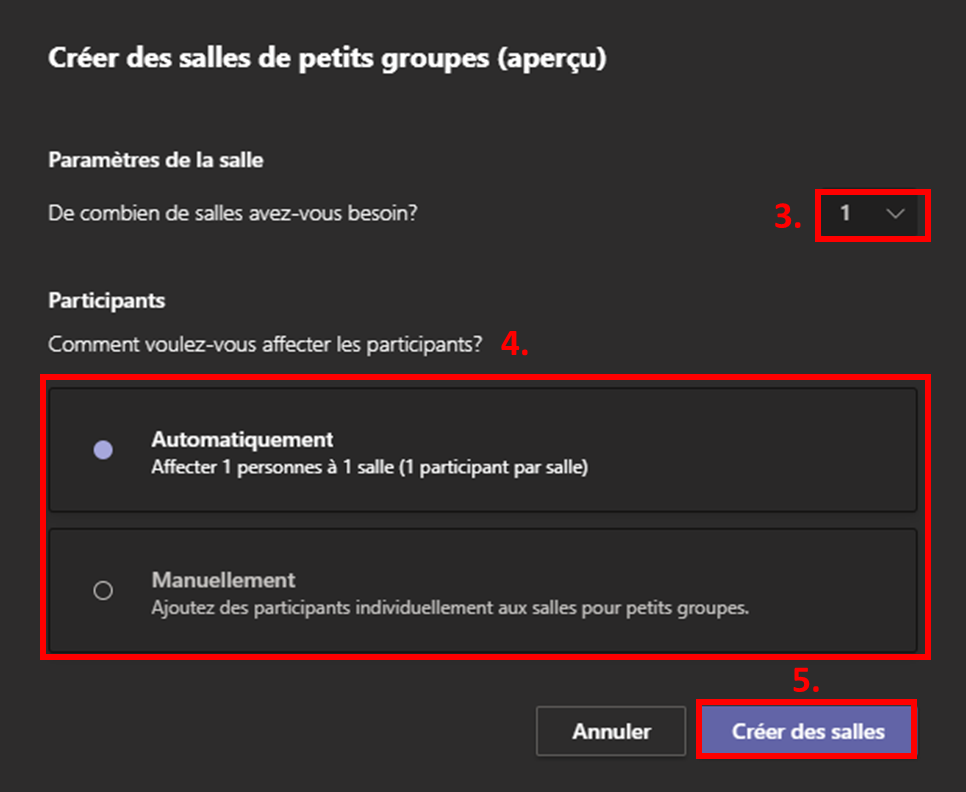 Créer des salles de petits groupes (aperçu)
Paramètres de la salle
De combien de salles avez-vous besoin?
3.
1
Participants
Comment voulez-vous affecter les participants?
4.
Automatiquement
Affecter 1 personnes à 1 salle (1 participant par salle)
Manuellement
Ajoutez des participants individuellement aux salles pour petits groupes.
5.
Annuler
Créer des salles